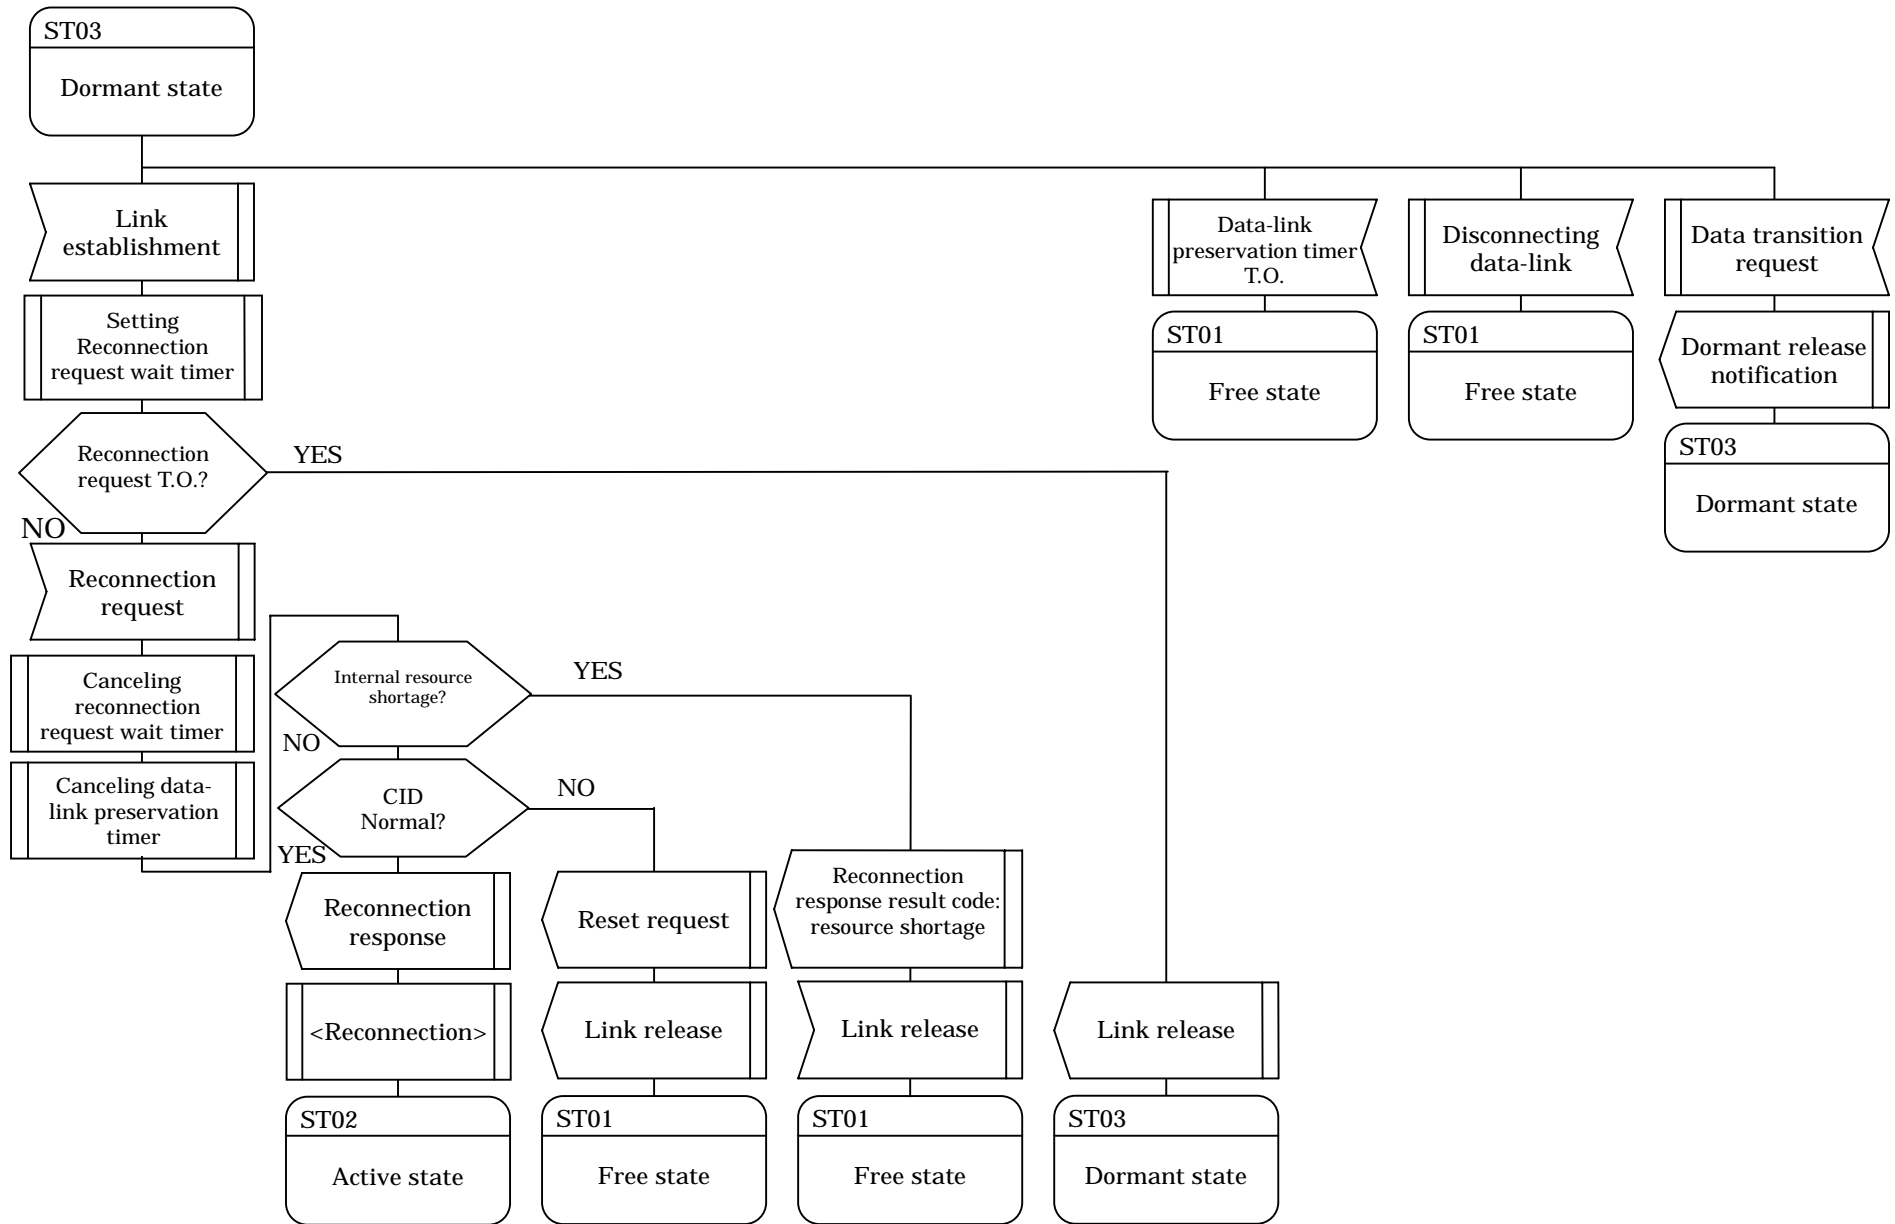 ST03
Dormant state
Link
establishment
Setting
Reconnection
request wait timer
Reconnection
request T.O.?
YES
NO
Reconnection
request
Canceling
reconnection
request wait timer
Canceling data-
link preservation
timer
Internal resource
shortage?
YES
NO
CID
Normal?
NO
YES
Reconnection
response
<Reconnection>
ST02
Active state
Reset request
Link release
ST01
Free state
Reconnection
response result code:
resource shortage
Link release
ST01
Free state
Link release
ST03
Dormant state
Data-link
preservation timer
T.O.
ST01
Free state
Disconnecting
data-link
ST01
Free state
Data transition
request
Dormant release
notification
ST03
Dormant state